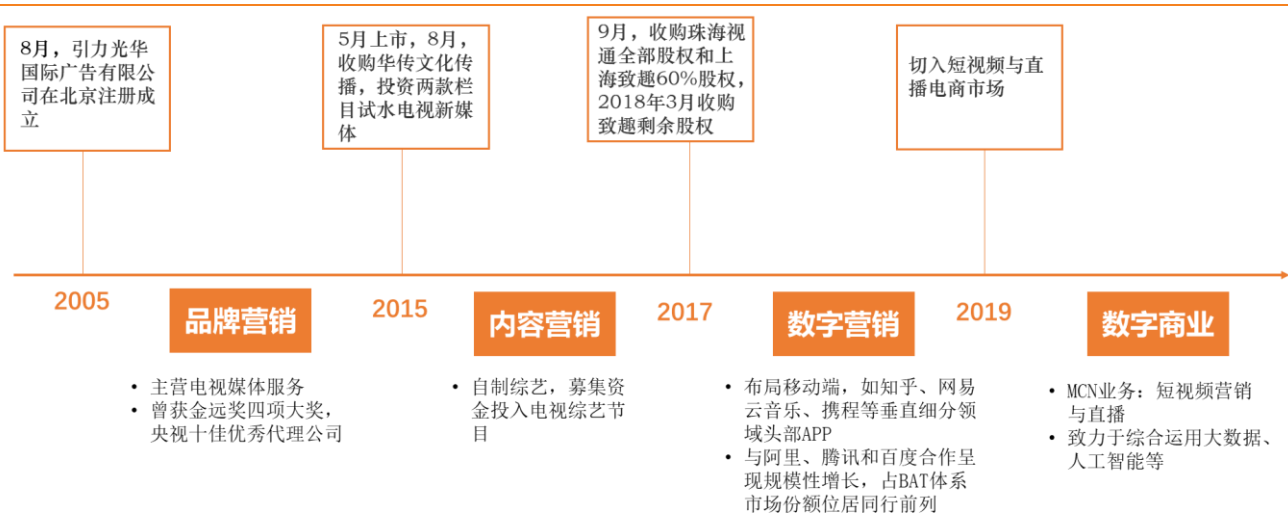 8月，引力光华
国际广告有限公
司在北京注册成
立
5月上市，8月，
收购华传文化传
播，投资两款栏
目试水电视新媒
体
9月，收购珠海视
通全部股权和上
海致趣60%股权，
2018年3月收购
致趣剩余股权
切入短视频与直
播电商市场
2005
品牌营销
2015
内容营销
2017
数字营销
2019
数字商业
• 主营电视媒体服务
• 曾获金远奖四项大奖，
央视十佳优秀代理公司
• 自制综艺，募集资
金投入电视综艺节
目
• 布局移动端，如知乎、网易
云音乐、携程等垂直细分领
域头部APP
• 与阿里、腾讯和百度合作呈
现规模性增长，占BAT体系
市场份额位居同行前列
• MCN业务：短视频营销
与直播
• 致力于综合运用大数据、
人工智能等